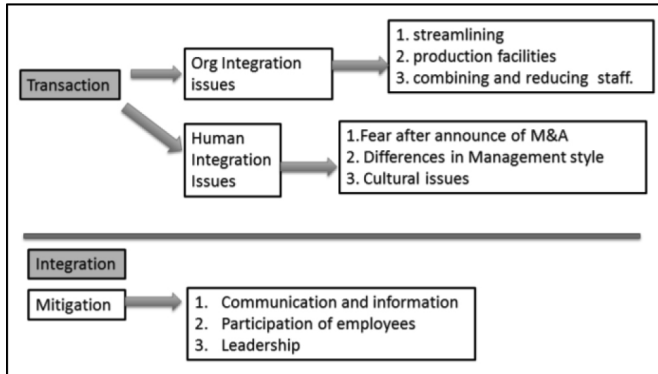 Transaction
Org Integration
issues
1. streamlining
2. production facilities
3. combining and reducing staff.
Human
Integration
Issues
1.Fear after announce of M&A
2. Differences in Management style
3. Cultural issues
Integration
Mitigation
1. Communication and information
2. Participation of employees
3. Leadership